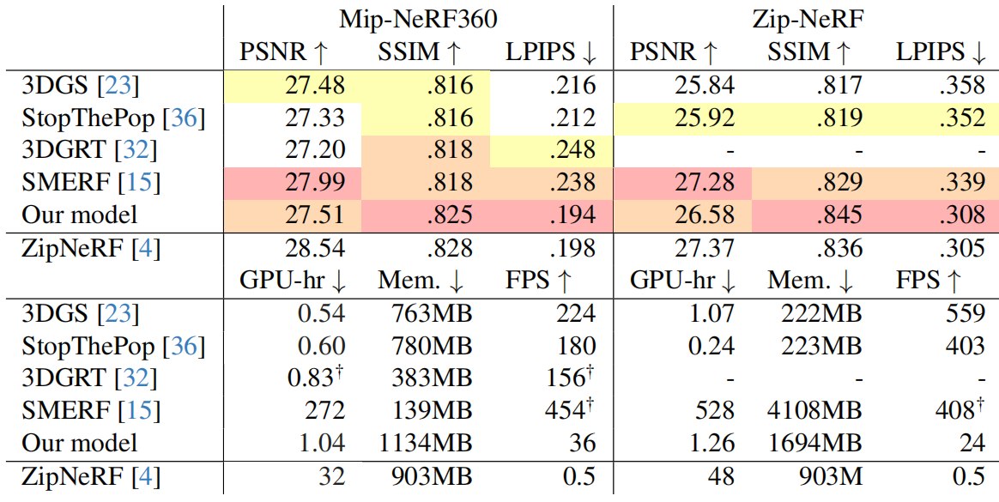 Mip-NeRF360 Zip-NeRF
PSNR ↑ SSIM ↑ LPIPS ↓ PSNR ↑ SSIM ↑ LPIPS ↓
3DGS [23] 27.48 .816 .216 25.84 .817 .358
StopThePop [36] 27.33 .816 .212 25.92 .819 .352
3DGRT [32] 27.20 .818 .248 - - -
SMERF [15] 27.99 .818 .238 27.28 .829 .339
Our model 27.51 .825 .194 26.58 .845 .308
ZipNeRF [4] 28.54 .828 .198 27.37 .836 .305
GPU-hr ↓ Mem. ↓ FPS ↑ GPU-hr ↓ Mem. ↓ FPS ↑
3DGS [23] 0.54 763MB 224 1.07 222MB 559
StopThePop [36] 0.60 780MB 180 0.24 223MB 403
3DGRT [32] 0.83† 383MB 156† - - -
SMERF [15] 272 139MB 454† 528 4108MB 408†
Our model 1.04 1134MB 36 1.26 1694MB 24
ZipNeRF [4] 32 903MB 0.5 48 903M 0.5